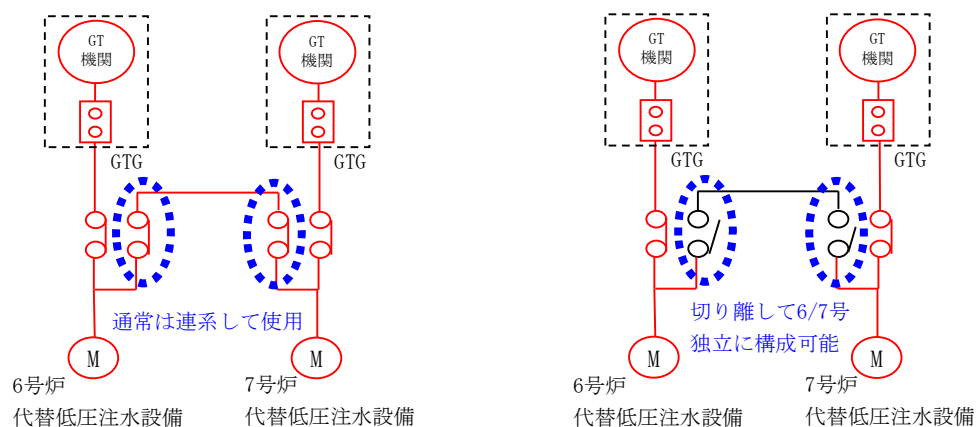 GT
機関
GT
機関
GTG
GTG
通常は連系して使用
M
M
6号炉
代替低圧注水設備
7号炉
代替低圧注水設備
GT
機関
GT
機関
GTG
GTG
切り離して6/7号
独立に構成可能
M
M
6号炉
代替低圧注水設備
7号炉
代替低圧注水設備